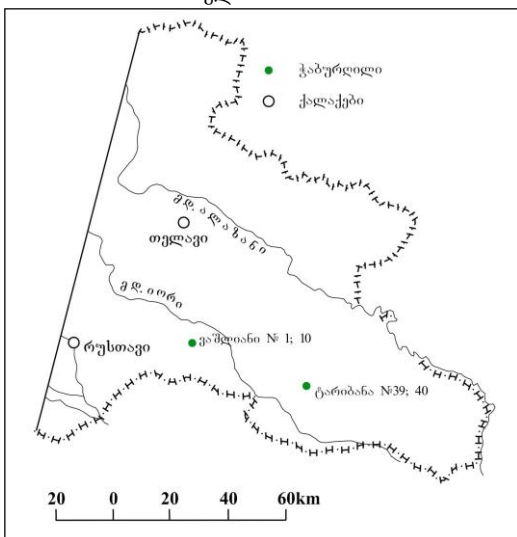 ჭაბურღილი
ქალაქები
მდ. ალაზანი
თელავი
მდ. იორი
ვაშლიანი № 1; 10
რუსთავი
ტარიბანა №39; 40
20 0 20 40 60km